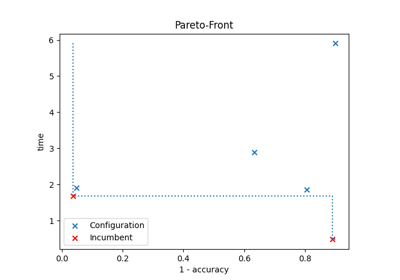 Pareto-Front
6
5
4
3
2
1
time
Configuration
Incumbent
0.0 0.2 0.4 0.6 0.8
1 - accuracy